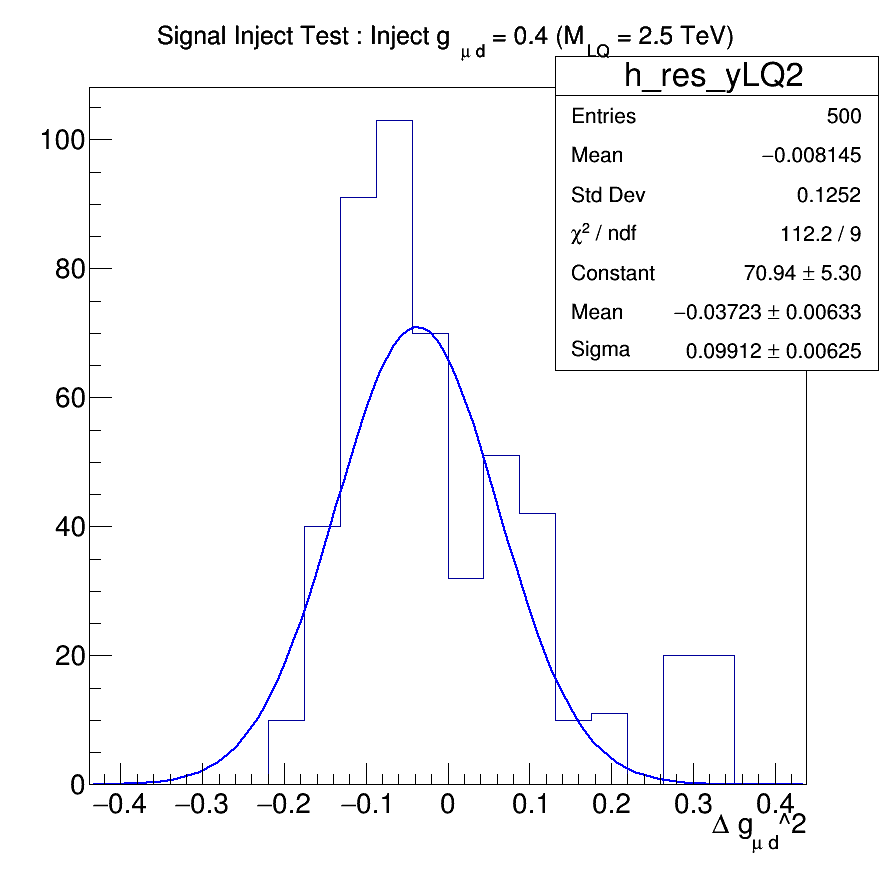 Signal Inject Test : Inject g μ d = 0.4 (M LQ = 2.5 TeV)
h_res_yLQ2
Entries 500
Mean −0.008145
Std Dev 0.1252
χ² / ndf 112.2 / 9
Constant 70.94 ± 5.30
Mean −0.03723 ± 0.00633
Sigma 0.09912 ± 0.00625
100
80
60
40
20
0
−0.4 −0.3 −0.2 −0.1 0 0.1 0.2 0.3 0.4
Δ g μ d ^2